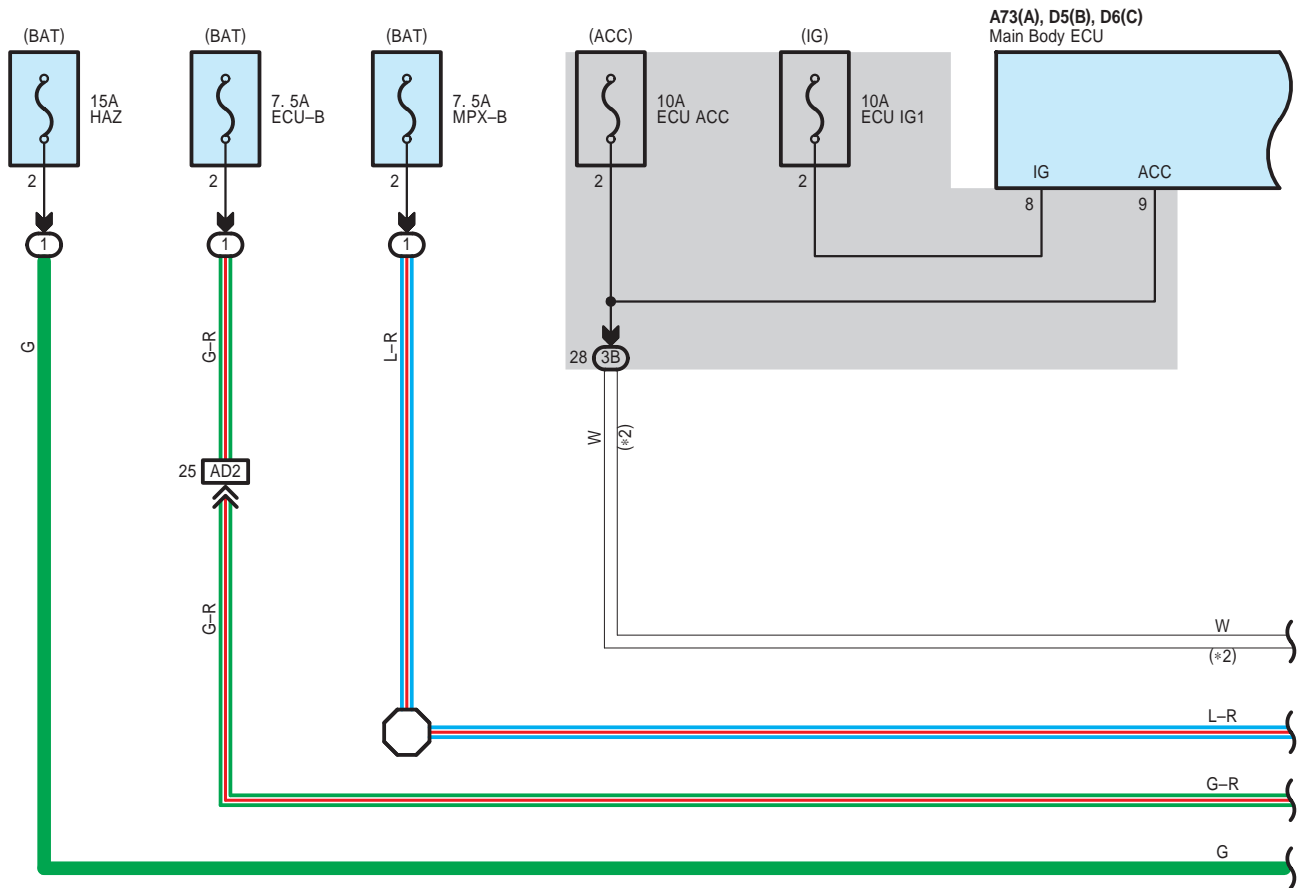 A73(A), D5(B), D6(C)
Main Body ECU
(BAT)
(BAT)
(BAT)
(ACC)
(IG)
15A
HAZ
7. 5A
ECU–B
7. 5A
MPX–B
10A
ECU ACC
10A
ECU IG1
IG
ACC
2
2
2
2
2
8
9
1
1
1
G
G–R
L–R
28
3B
W
(*2)
25
AD2
G–R
W
(*2)
L–R
G–R
G